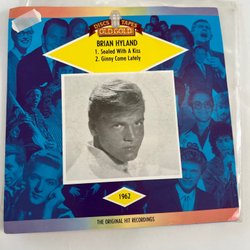 DISCS TAPES
OLD GOLD
BRIAN HYLAND
1. Sealed With A Kiss
2. Ginny Come Lately
1962
THE ORIGINAL HIT RECORDINGS